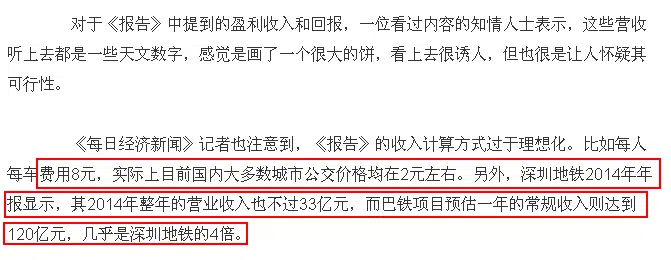 对于《报告》中提到的盈利收入和回报，一位看过内容的知情人士表示，这些营收
听上去都是一些天文数字，感觉是画了一个很大的饼，看上去很诱人，但也很是让人怀疑其
可行性。
《每日经济新闻》记者也注意到，《报告》的收入计算方式过于理想化。比如每人
每车费用8元，实际上目前国内大多数城市公交价格均在2元左右。另外，深圳地铁2014年年
报显示，其2014年整年的营业收入也不过33亿元，而巴铁项目预估一年的常规收入则达到
120亿元，几乎是深圳地铁的4倍。